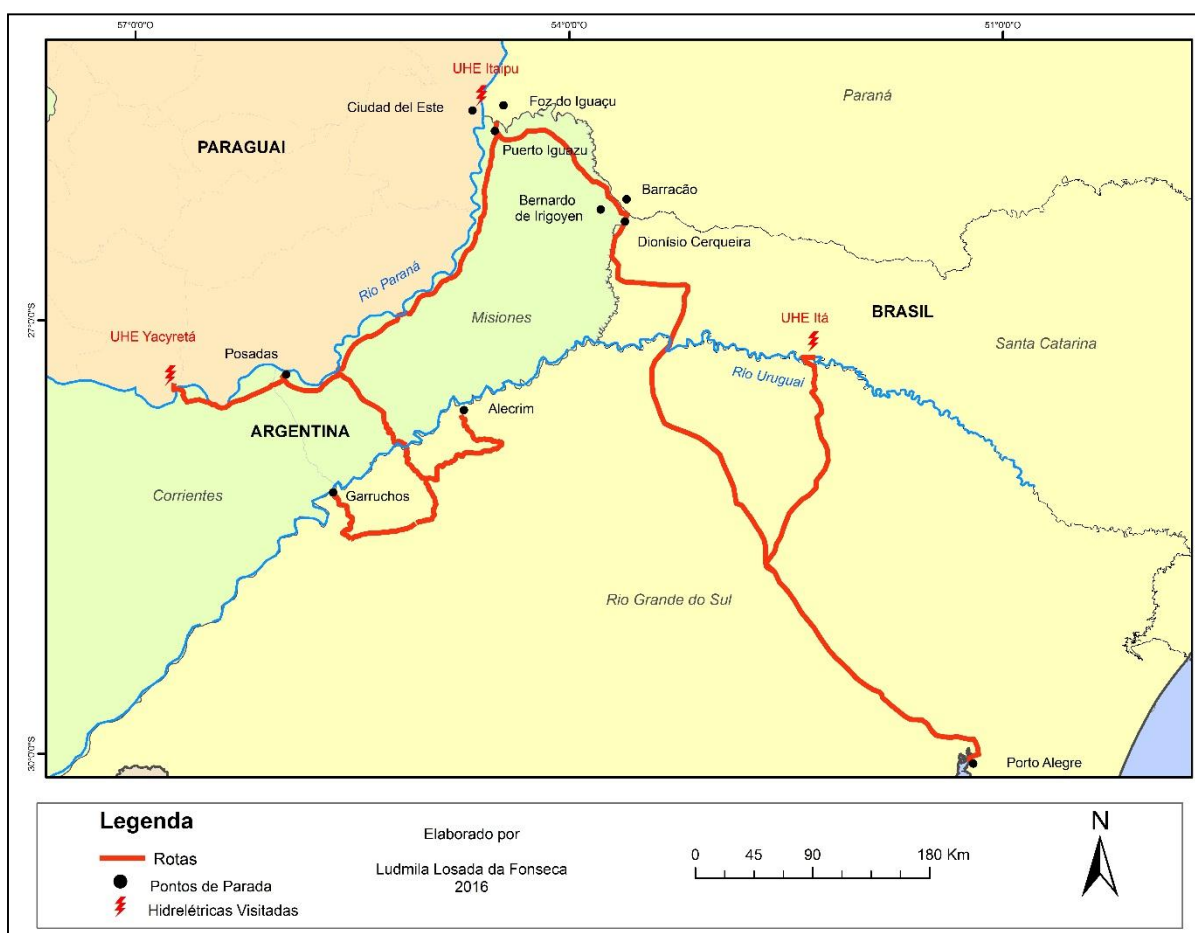 57°0'0"O
54°0'0"O
51°0'0"O
UHE Itaipu
Ciudad del Este
Foz do Iguaçu
Paraná
PARAGUAI
Puerto Iguazu
Barracão
Bernardo
de Irigoyen
Dionísio Cerqueira
Rio Paraná
27°0'0"S
Misiones
BRASIL
UHE Itá
Santa Catarina
UHE Yacyretá
Posadas
Rio Uruguai
Alecrim
ARGENTINA
Garruchos
Corrientes
Rio Grande do Sul
30°0'0"S
Porto Alegre
Legenda
Rotas
Pontos de Parada
Hidrelétricas Visitadas
Elaborado por
Ludmila Losada da Fonseca
2016
0 45 90 180 Km
N